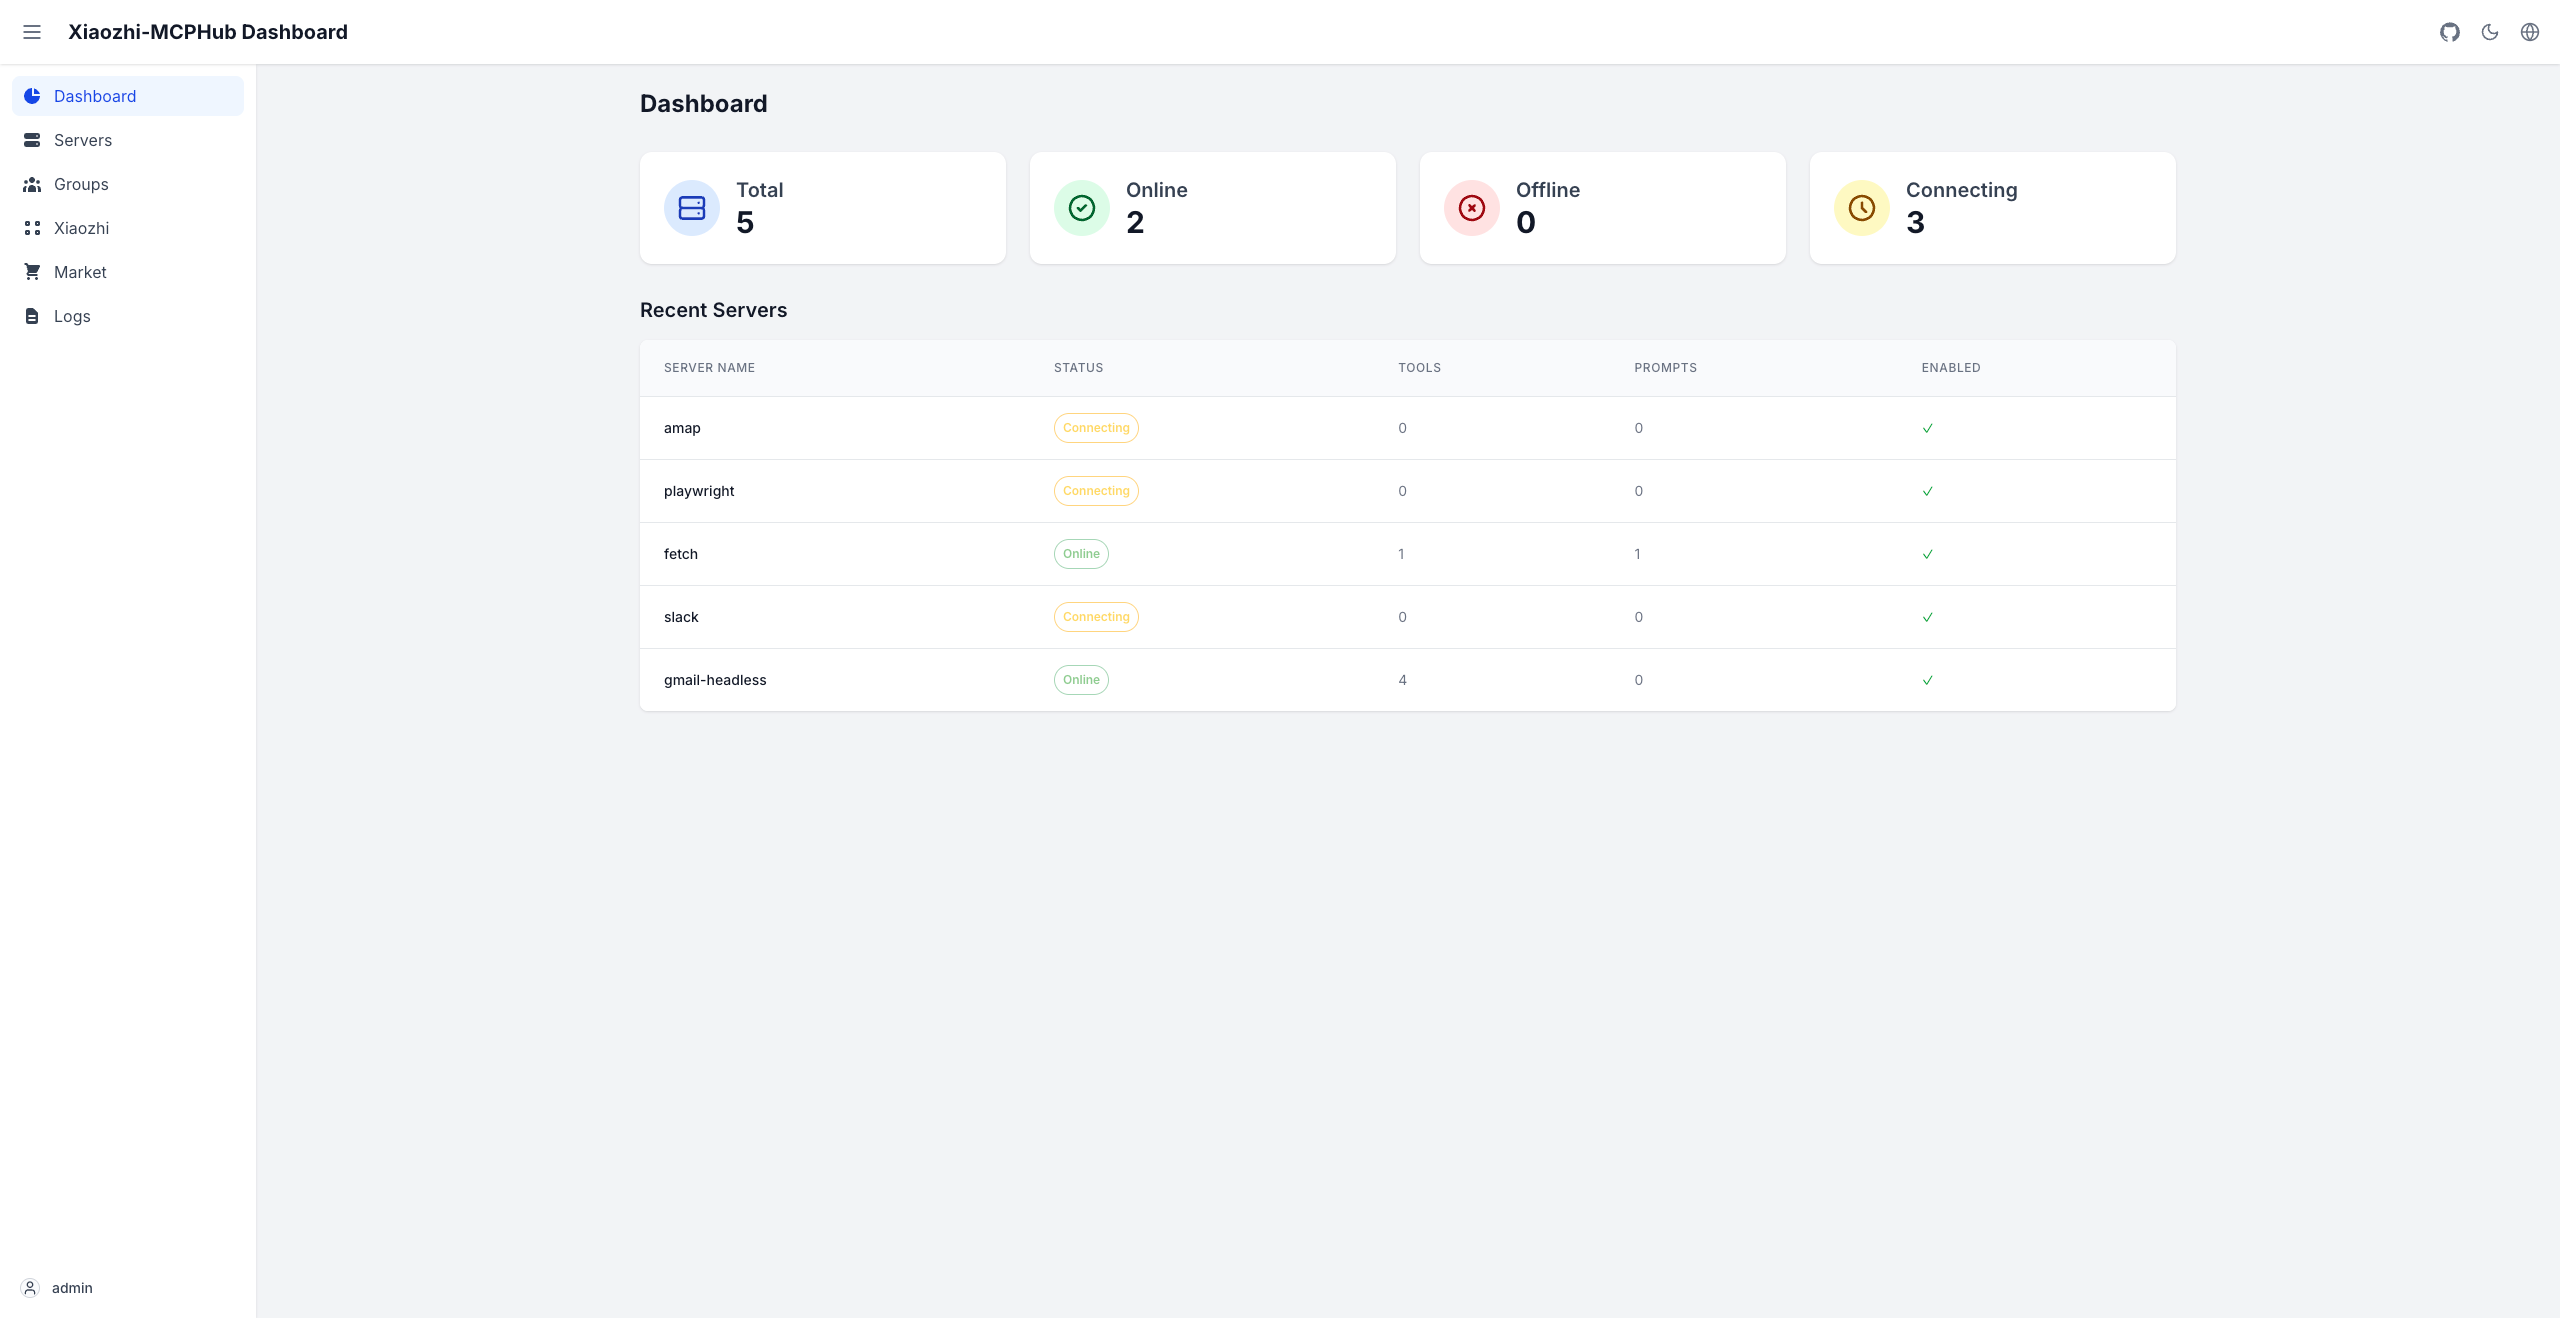 Xiaozhi-MCPHub Dashboard
Dashboard
Servers
Groups
Xiaozhi
Market
Logs
admin
Dashboard
Total
5
Online
2
Offline
0
Connecting
3
Recent Servers
SERVER NAME STATUS TOOLS PROMPTS ENABLED
amap Connecting 0 0 ✓
playwright Connecting 0 0 ✓
fetch Online 1 1 ✓
slack Connecting 0 0 ✓
gmail-headless Online 4 0 ✓